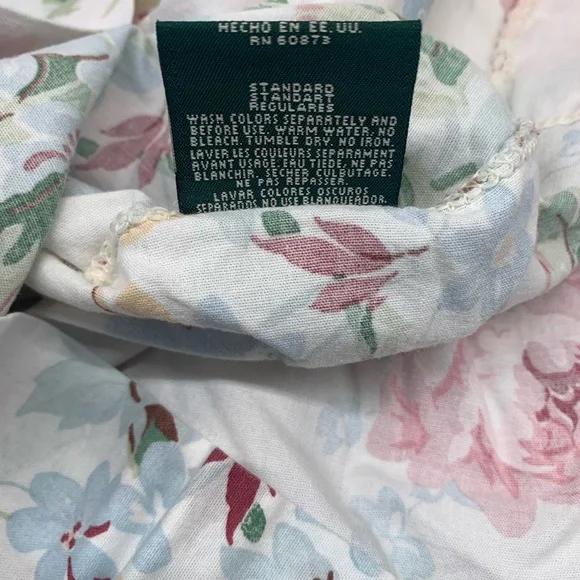 HECHO EN EE.UU.
RN 60873
STANDARD
STANDART
REGULARES
WASH COLORS SEPARATELY AND
BEFORE USE. WARM WATER. NO
BLEACH. TUMBLE DRY. NO IRON.
LAVER LES COULEURS SEPARAMENT
AVANT USAGE. EAU TIEDE. NE PAS
BLANCHIR. SECHER CULBUTAGE.
NE PAS REPASSER.
LAVAR COLORES OSCUROS
SEPARADOS NO USE BLANQUEADOR.